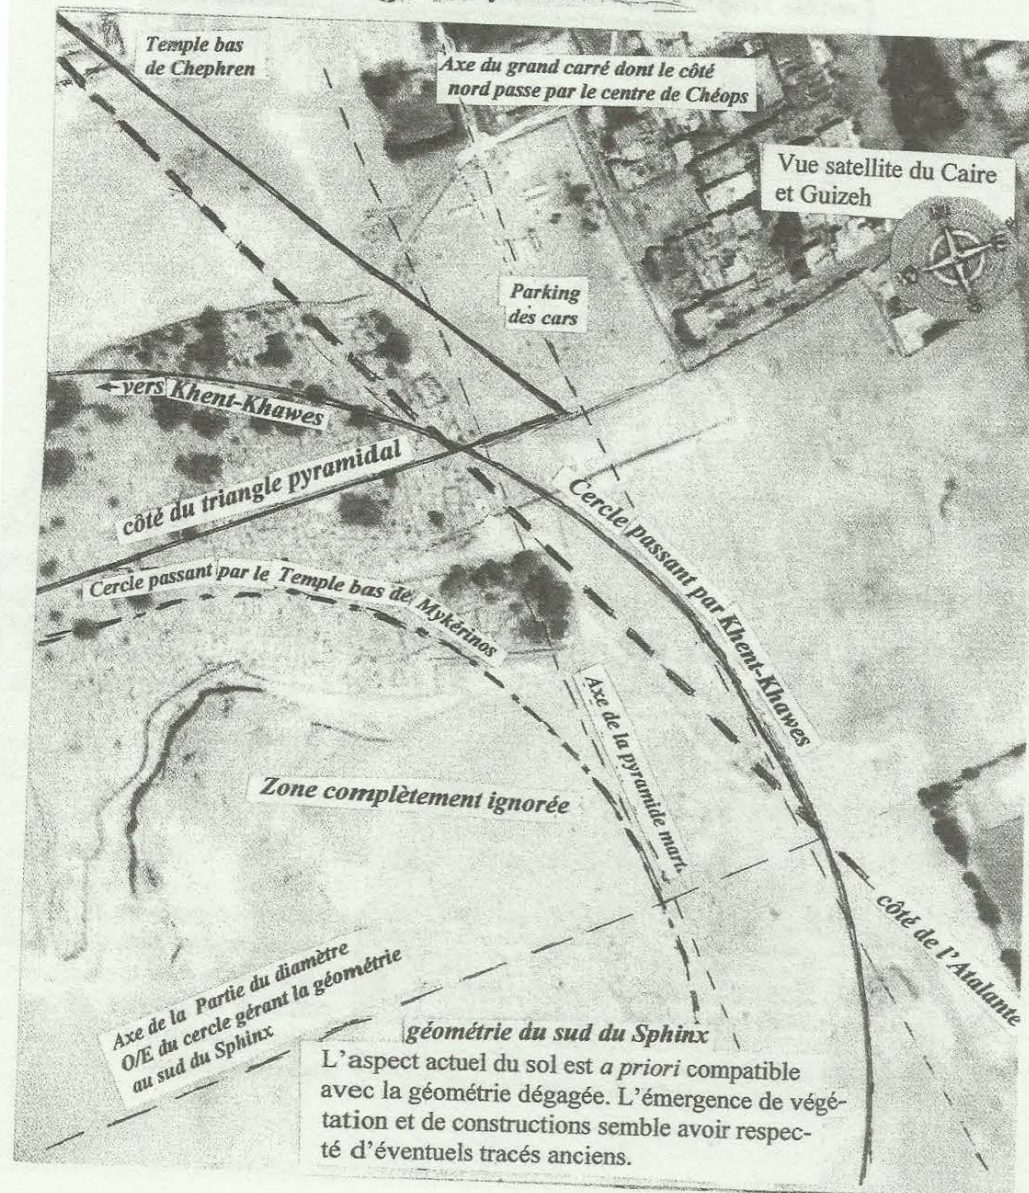 Temple bas
de Chephren
Axe du grand carré dont le côté
nord passe par le centre de Chéops
Vue satellite du Caire
et Guizeh
Parking
des cars
vers Khent-Khawes
côté du triangle pyramidal
Cercle passant par Khent-Khawes
Cercle passant par le Temple bas de Mykérinos
Axe de la pyramide mart.
Zone complètement ignorée
côté de l'Atalante
Axe de la Partie du diamètre
O/E du cercle gérant la géométrie
au sud du Sphinx
géométrie du sud du Sphinx
L'aspect actuel du sol est a priori compatible
avec la géométrie dégagée. L'émergence de végé-
tation et de constructions semble avoir respec-
té d'éventuels tracés anciens.